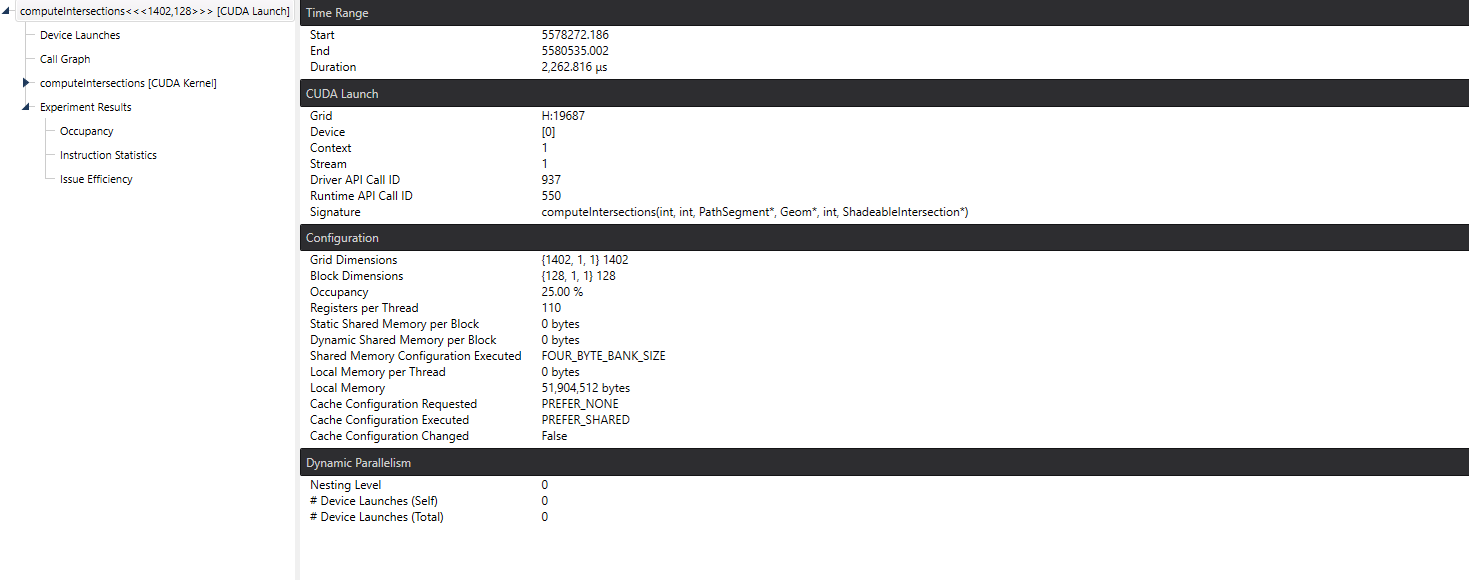 computeIntersections<<<1402,128>>> [CUDA Launch]
Device Launches
Call Graph
computeIntersections [CUDA Kernel]
Experiment Results
Occupancy
Instruction Statistics
Issue Efficiency
Time Range
Start 5578272.186
End 5580535.002
Duration 2,262.816 µs
CUDA Launch
Grid H:19687
Device [0]
Context 1
Stream 1
Driver API Call ID 937
Runtime API Call ID 550
Signature computeIntersections(int, int, PathSegment*, Geom*, int, ShadeableIntersection*)
Configuration
Grid Dimensions {1402, 1, 1} 1402
Block Dimensions {128, 1, 1} 128
Occupancy 25.00 %
Registers per Thread 110
Static Shared Memory per Block 0 bytes
Dynamic Shared Memory per Block 0 bytes
Shared Memory Configuration Executed FOUR_BYTE_BANK_SIZE
Local Memory per Thread 0 bytes
Local Memory 51,904,512 bytes
Cache Configuration Requested PREFER_NONE
Cache Configuration Executed PREFER_SHARED
Cache Configuration Changed False
Dynamic Parallelism
Nesting Level 0
# Device Launches (Self) 0
# Device Launches (Total) 0